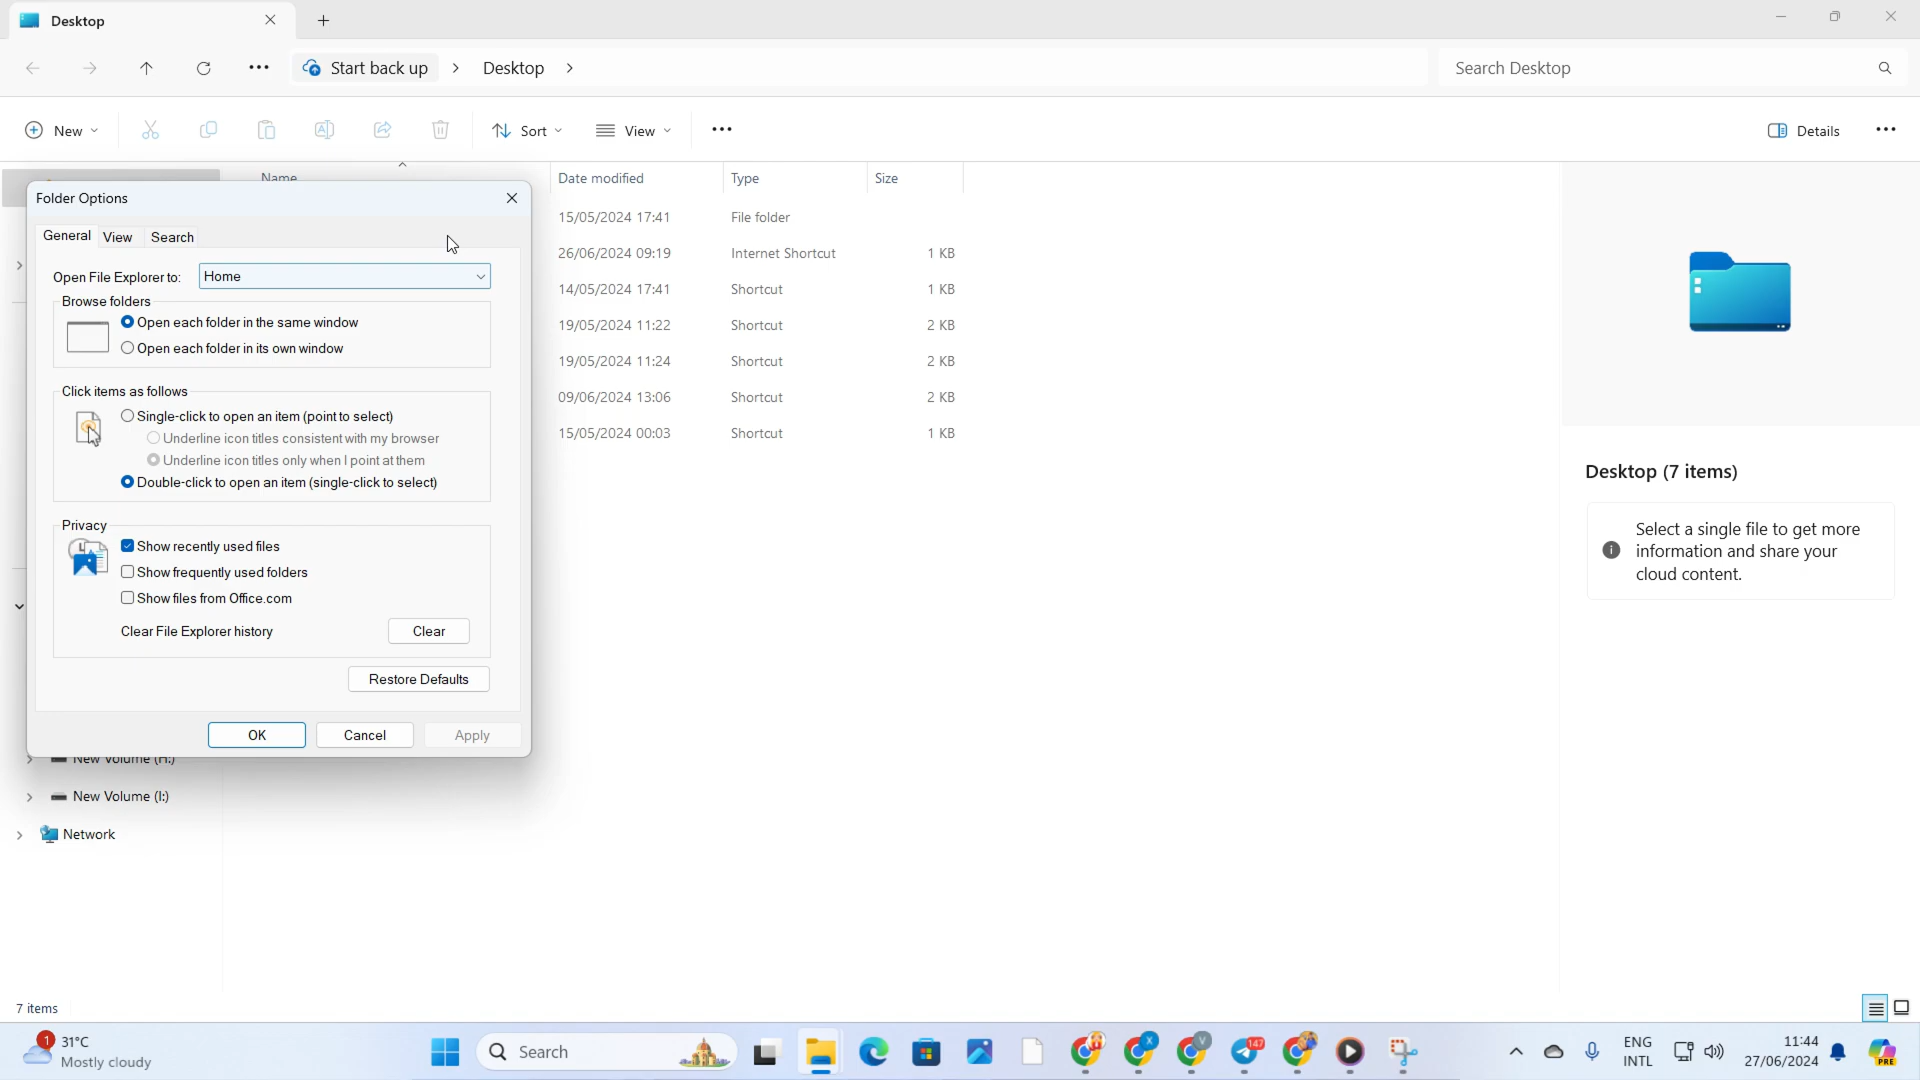 Desktop
Start back up
Desktop
Search Desktop
New
Sort
View
Details
Name
Date modified
Type
Size
15/05/2024 17:41 File folder
26/06/2024 09:19 Internet Shortcut 1 KB
14/05/2024 17:41 Shortcut 1 KB
19/05/2024 11:22 Shortcut 2 KB
19/05/2024 11:24 Shortcut 2 KB
09/06/2024 13:06 Shortcut 2 KB
15/05/2024 00:03 Shortcut 1 KB
Folder Options
General View Search
Open File Explorer to: Home
Browse folders
Open each folder in the same window
Open each folder in its own window
Click items as follows
Single-click to open an item (point to select)
Underline icon titles consistent with my browser
Underline icon titles only when I point at them
Double-click to open an item (single-click to select)
Privacy
Show recently used files
Show frequently used folders
Show files from Office.com
Clear File Explorer history Clear
Restore Defaults
OK Cancel Apply
New Volume (H:)
New Volume (I:)
Network
Desktop (7 items)
Select a single file to get more
information and share your
cloud content.
7 items
1
31°C
Mostly cloudy
Search
X
V
147
ENG
INTL
11:44
27/06/2024
PRE